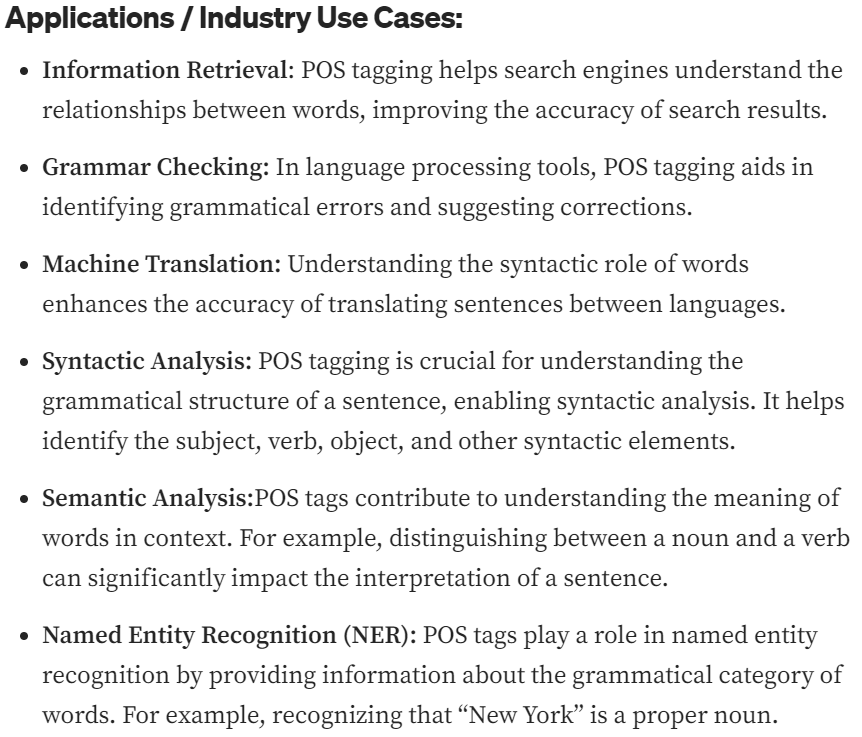 Applications / Industry Use Cases:
• Information Retrieval: POS tagging helps search engines understand the
relationships between words, improving the accuracy of search results.
• Grammar Checking: In language processing tools, POS tagging aids in
identifying grammatical errors and suggesting corrections.
• Machine Translation: Understanding the syntactic role of words
enhances the accuracy of translating sentences between languages.
• Syntactic Analysis: POS tagging is crucial for understanding the
grammatical structure of a sentence, enabling syntactic analysis. It helps
identify the subject, verb, object, and other syntactic elements.
• Semantic Analysis:POS tags contribute to understanding the meaning of
words in context. For example, distinguishing between a noun and a verb
can significantly impact the interpretation of a sentence.
• Named Entity Recognition (NER): POS tags play a role in named entity
recognition by providing information about the grammatical category of
words. For example, recognizing that “New York” is a proper noun.